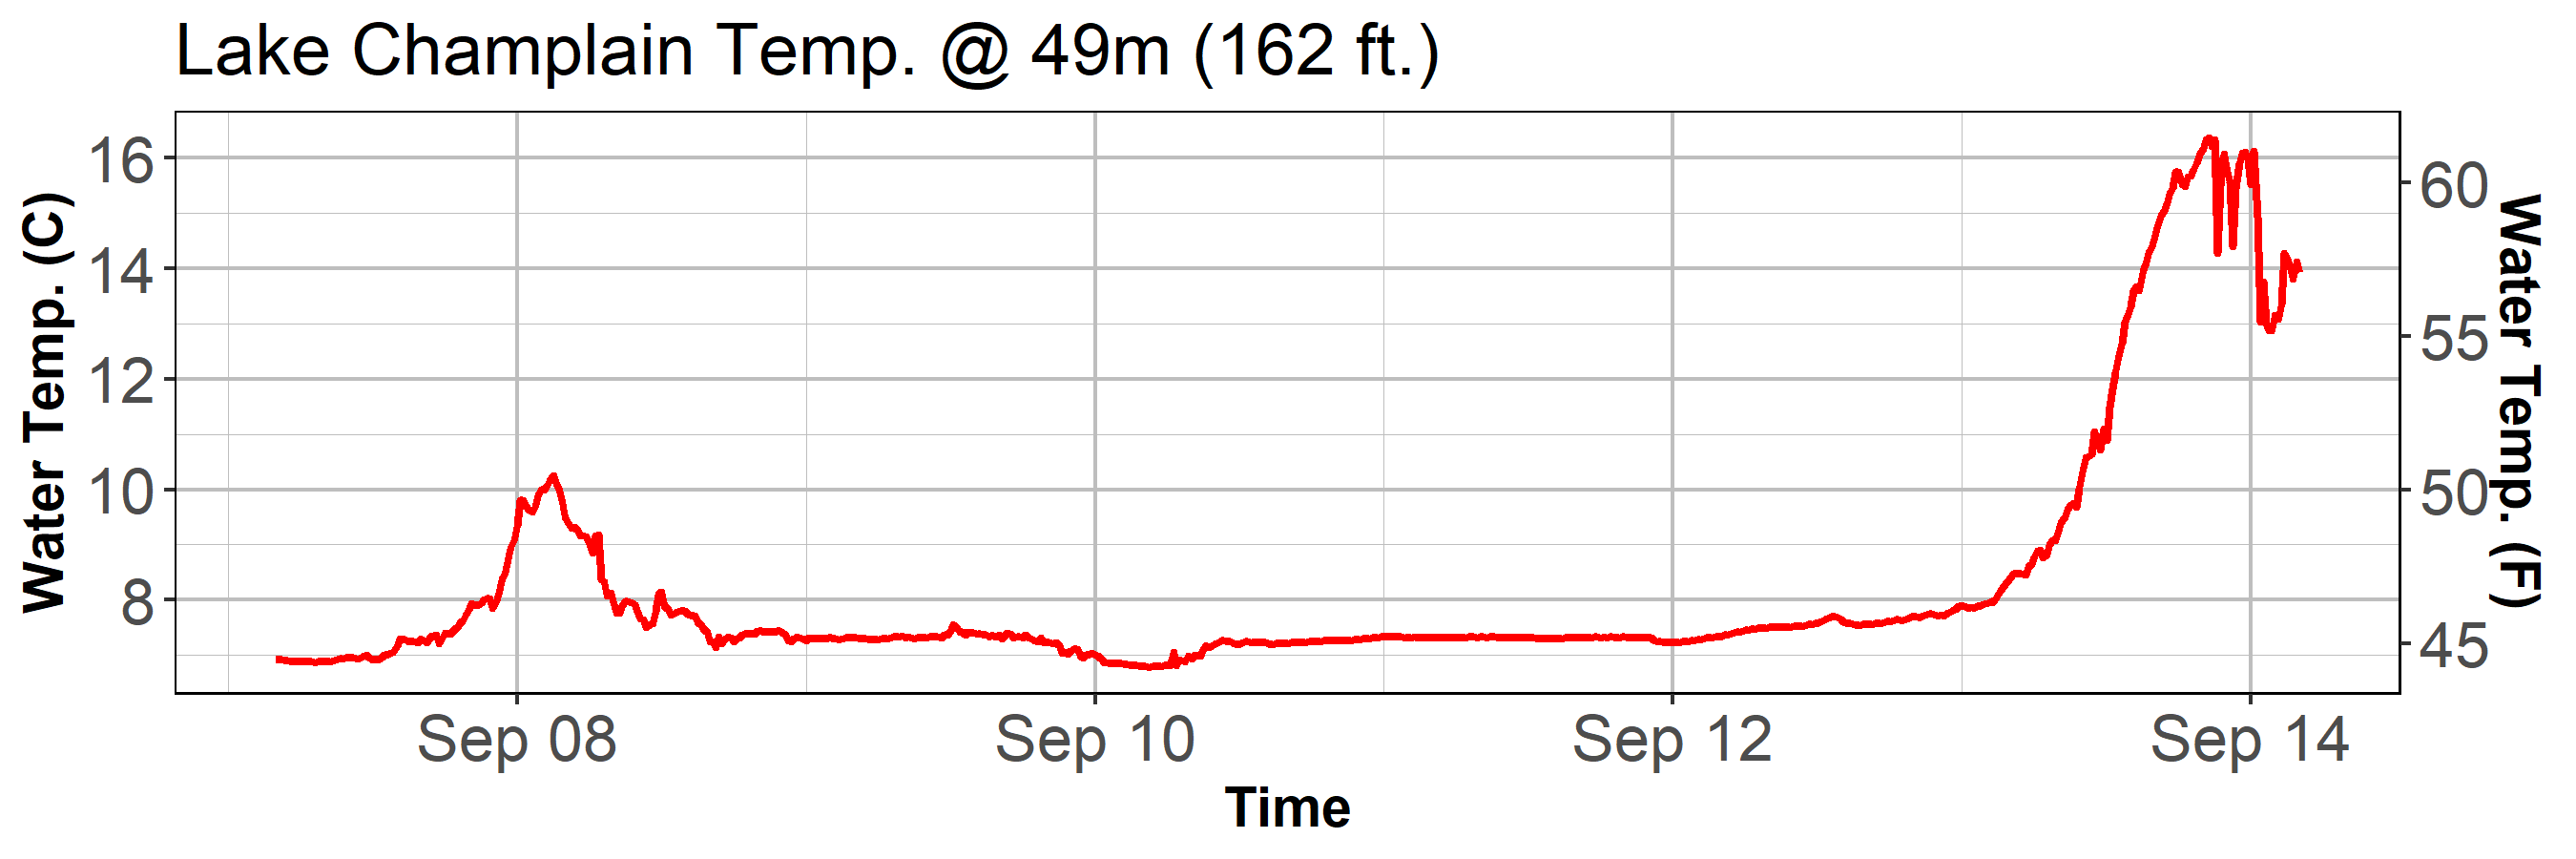 Lake Champlain Temp. @ 49m (162 ft.)
Water Temp. (C)
16
14
12
10
8
60
55
50
45
Water Temp. (F)
Sep 08 Sep 10 Sep 12 Sep 14
Time